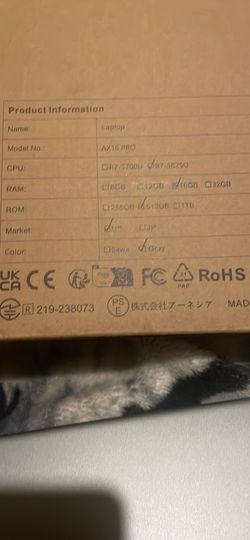 Product Information
Name: Laptop
Model No.: AX16 PRO
CPU: ☐R7-5700U ☑R7-5825U
RAM: ☐8GB ☐12GB ☑16GB ☐32GB
ROM: ☐256GB ☑512GB ☐1TB
Market: ☑US ☐JP
Color: ☑Gray
UK CA CE FC PAP RoHS
R 219-238073 PSE 株式会社アーネシア MAD